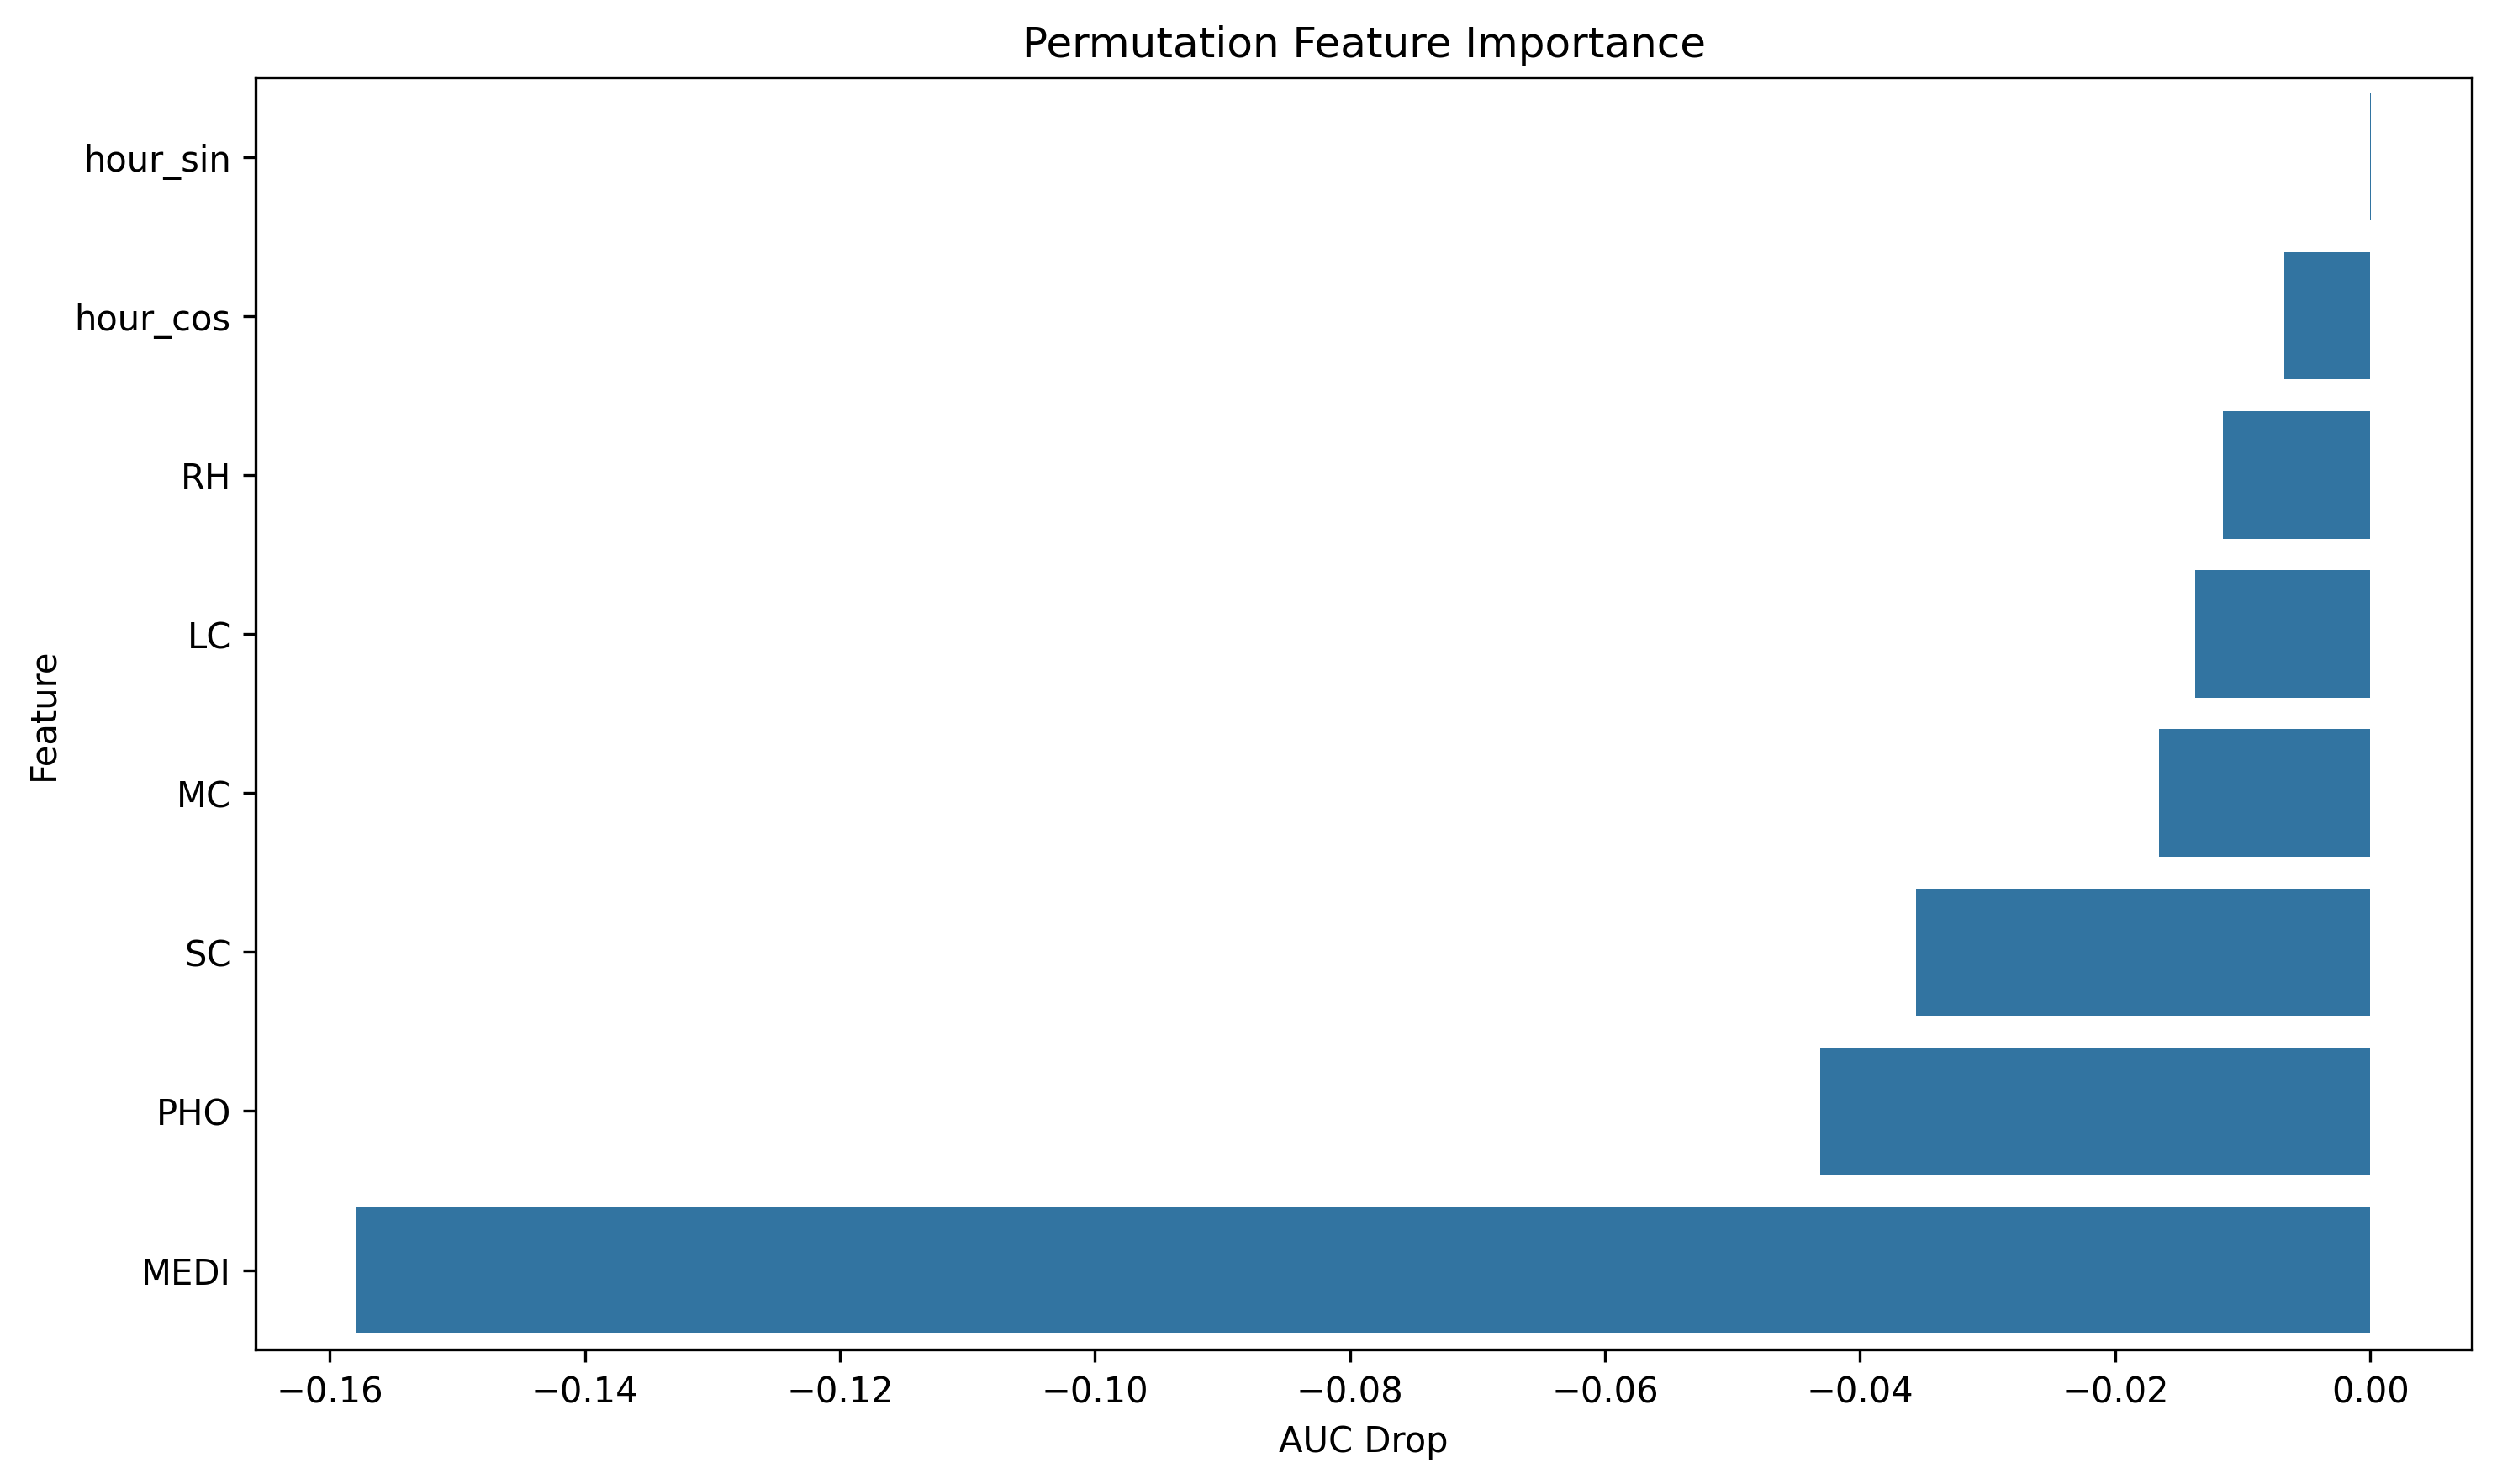 Permutation Feature Importance
hour_sin
hour_cos
RH
LC
MC
SC
PHO
MEDI
Feature
−0.16 −0.14 −0.12 −0.10 −0.08 −0.06 −0.04 −0.02 0.00
AUC Drop